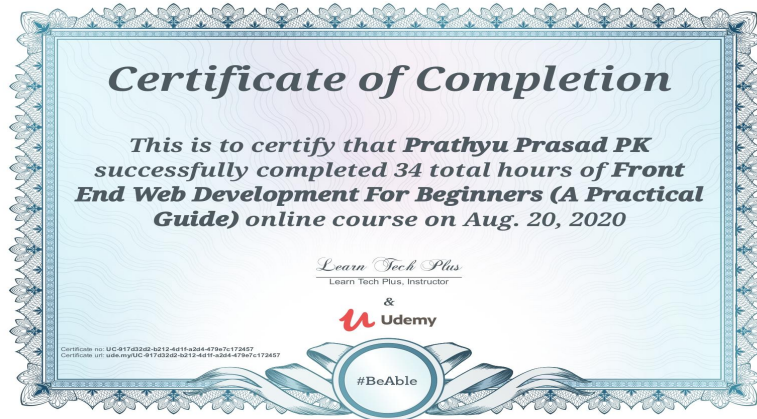 Certificate of Completion
This is to certify that Prathyu Prasad PK
successfully completed 34 total hours of Front
End Web Development For Beginners (A Practical
Guide) online course on Aug. 20, 2020
Learn Tech Plus
Learn Tech Plus, Instructor
&
Udemy
Certificate no: UC-917d32d2-b212-4d1f-a2d4-479e7c172457
Certificate url: ude.my/UC-917d32d2-b212-4d1f-a2d4-479e7c172457
#BeAble